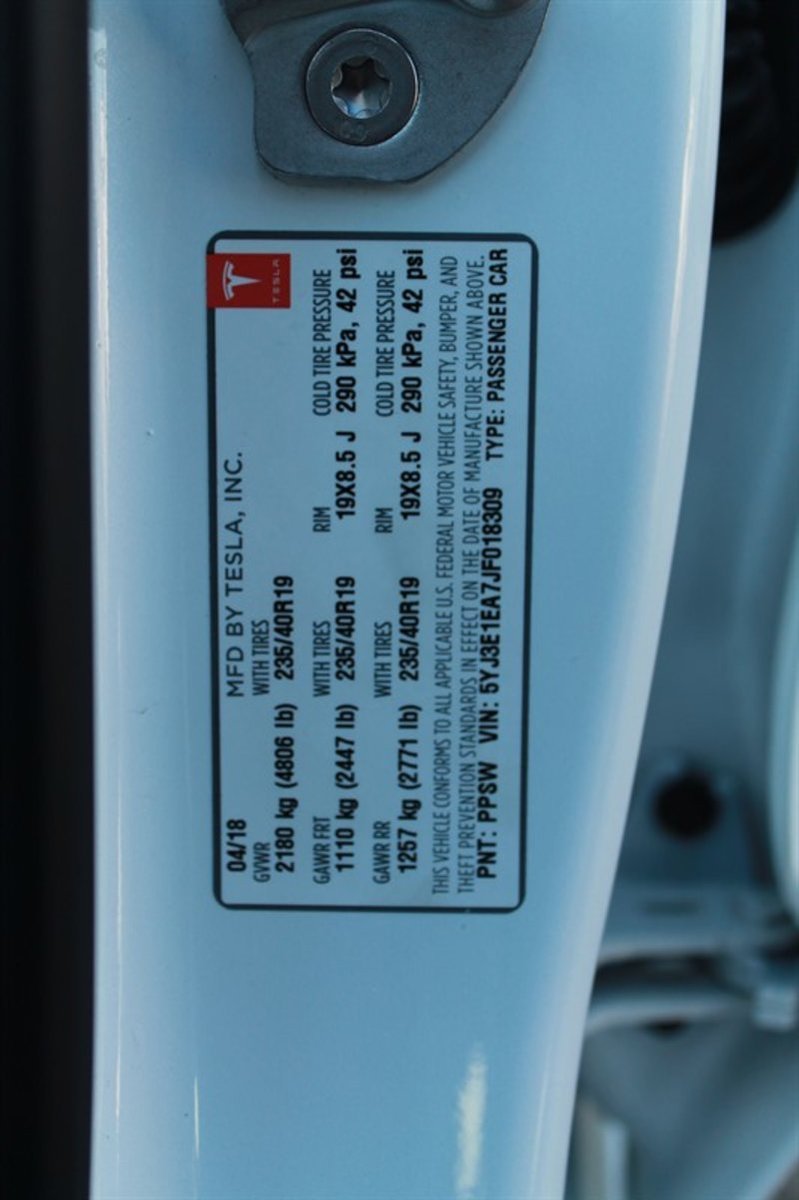 TESLA
04/18 MFD BY TESLA, INC.
GVWR WITH TIRES
2180 kg (4806 lb) 235/40R19
GAWR FRT WITH TIRES RIM COLD TIRE PRESSURE
1110 kg (2447 lb) 235/40R19 19X8.5 J 290 kPa, 42 psi
GAWR RR WITH TIRES RIM COLD TIRE PRESSURE
1257 kg (2771 lb) 235/40R19 19X8.5 J 290 kPa, 42 psi
THIS VEHICLE CONFORMS TO ALL APPLICABLE U.S. FEDERAL MOTOR VEHICLE SAFETY, BUMPER, AND
THEFT PREVENTION STANDARDS IN EFFECT ON THE DATE OF MANUFACTURE SHOWN ABOVE.
PNT: PPSW VIN: 5YJ3E1EA7JF018309 TYPE: PASSENGER CAR